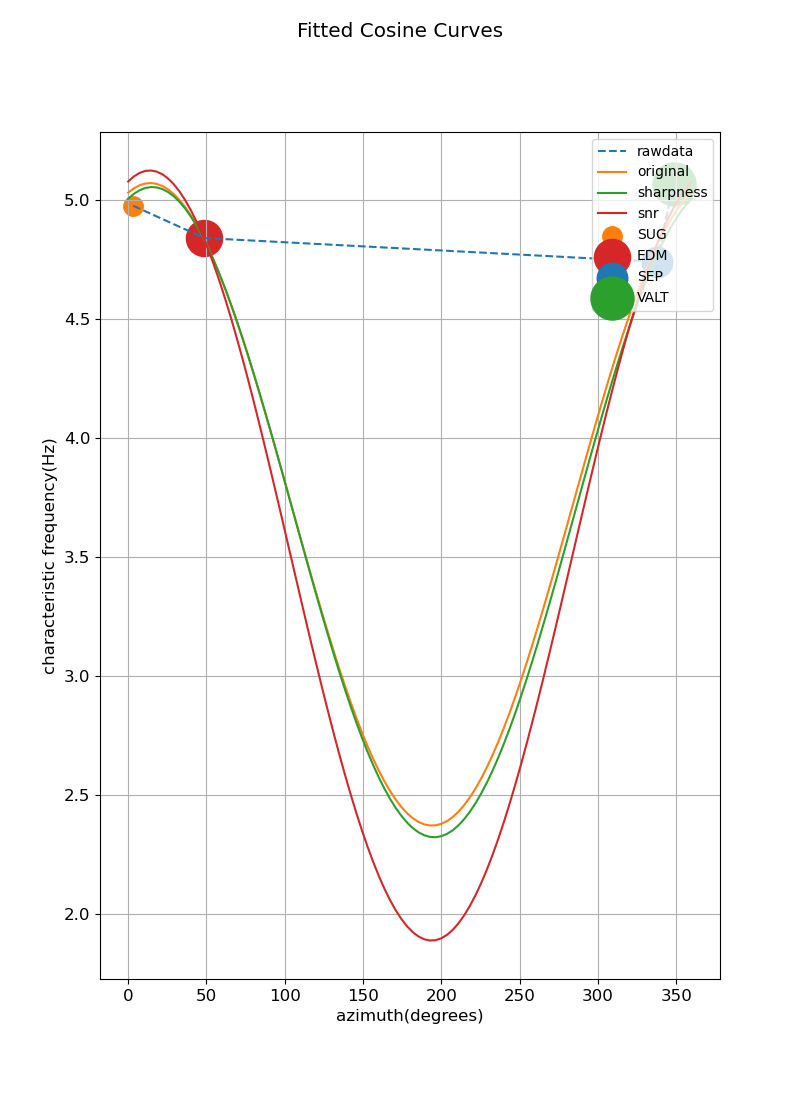 Fitted Cosine Curves
rawdata
original
sharpness
snr
SUG
EDM
SEP
VALT
5.0
4.5
4.0
3.5
3.0
2.5
2.0
characteristic frequency(Hz)
0 50 100 150 200 250 300 350
azimuth(degrees)